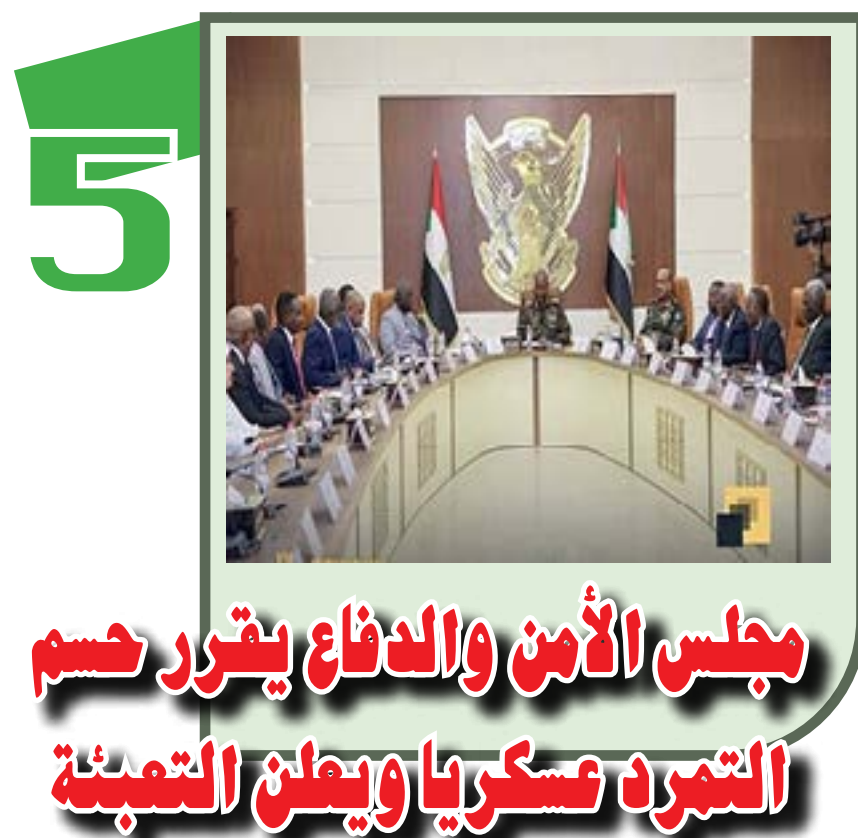 5
مجلس الأمن والدفاع يقرر حسم
التمرد عسكريا ويعلن التعبئة